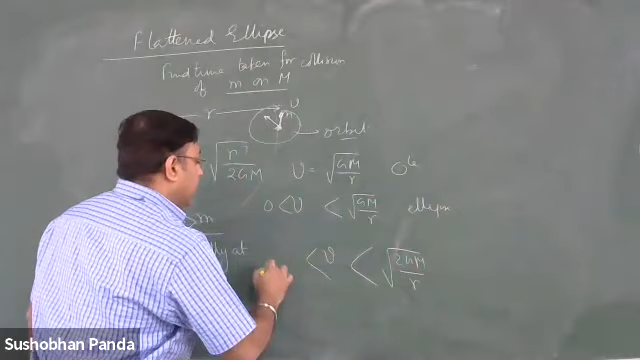 Flattened Ellipse
Find time taken for collision
of m on M
r υ
m
orbit
√(r³/2GM) υ = √(GM/r) O
0 < υ < √(GM/r) ellipse
m
at < υ < √(2GM/r)
Sushobhan Panda